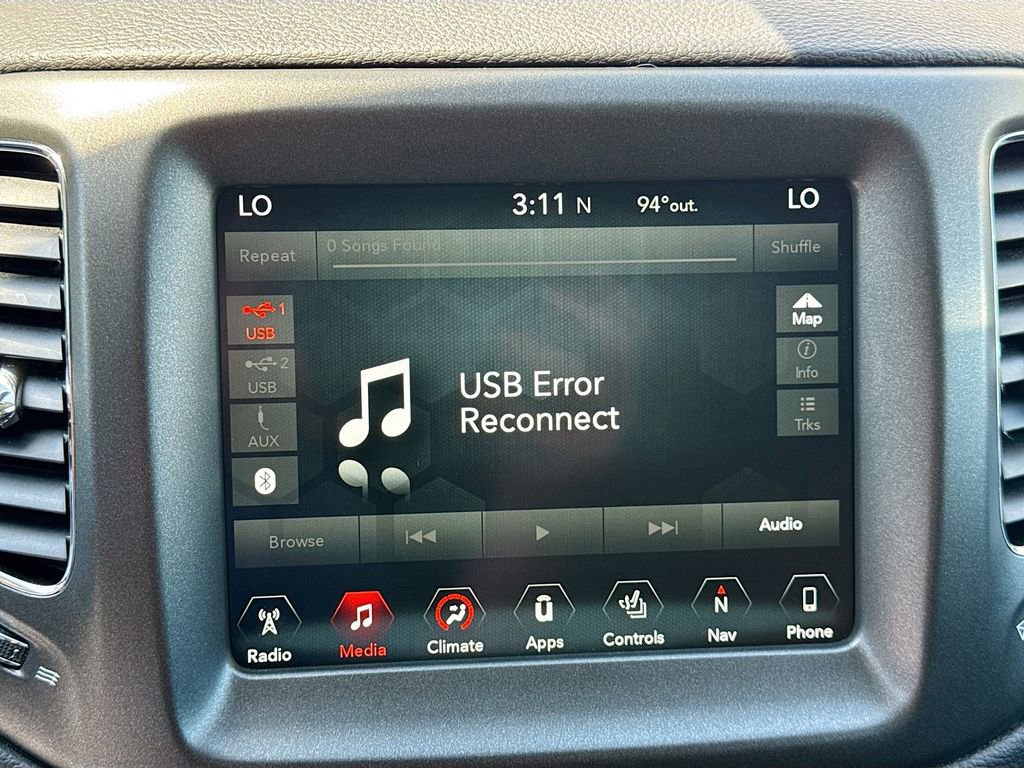 LO
3:11 N
94°out.
LO
Repeat
0 Songs Found
Shuffle
1
USB
2
USB
AUX
USB Error
Reconnect
Map
Info
Trks
Browse
Audio
Radio
Media
Climate
U
Apps
Controls
N
Nav
Phone